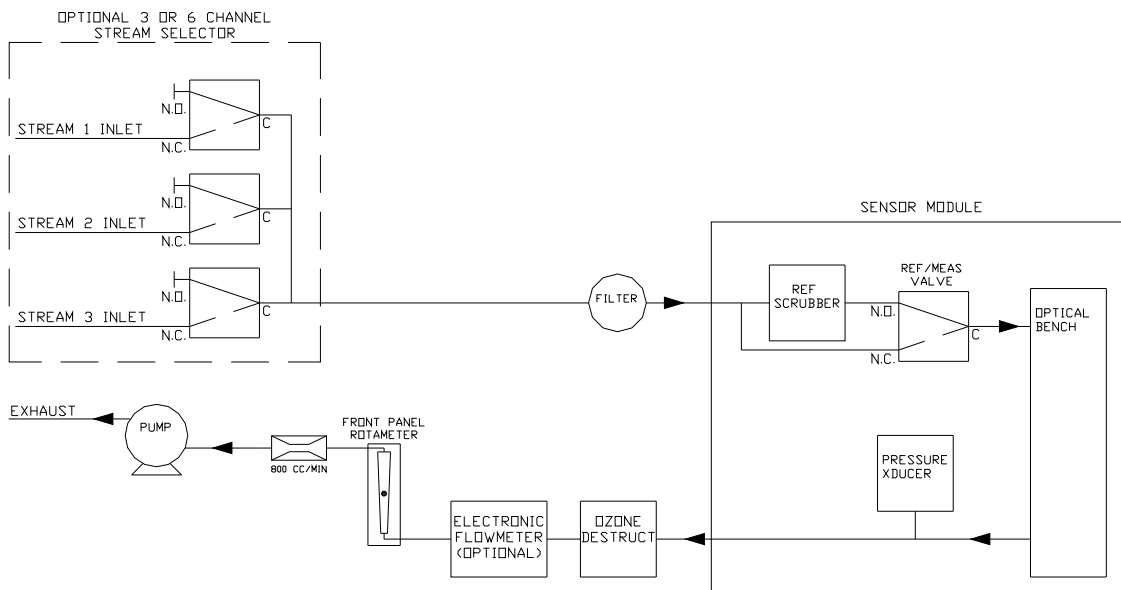 OPTIONAL 3 OR 6 CHANNEL
STREAM SELECTOR
N.O.
C
STREAM 1 INLET
N.C.
N.O.
C
STREAM 2 INLET
N.C.
N.O.
C
STREAM 3 INLET
N.C.
FILTER
SENSOR MODULE
REF
SCRUBBER
REF/MEAS
VALVE
N.O.
C
N.C.
OPTICAL
BENCH
EXHAUST
PUMP
800 CC/MIN
FRONT PANEL
ROTAMETER
ELECTRONIC
FLOWMETER
(OPTIONAL)
OZONE
DESTRUCT
PRESSURE
XDUCER